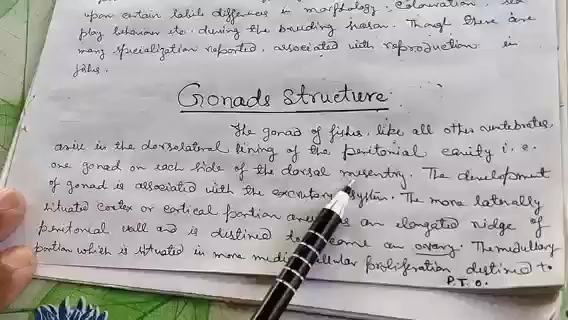 upon certain labile differences in morphology, colouration, sex
play behaviour etc. during the breeding season. Though there are
many specialization reported, associated with reproduction in
fishes.
Gonads structure
The gonad of fishes, like all other vertebrates,
arise in the dorsolateral lining of the peritonial cavity i.e.
one gonad on each side of the dorsal mesentry. The development
of gonad is associated with the excretory system. The more laterally
situated cortex or cortical portion as an elongated ridge of
peritonial wall and is destined to an ovary. The medullary
portion which is situated in more proliferation destined to
P.T.O.